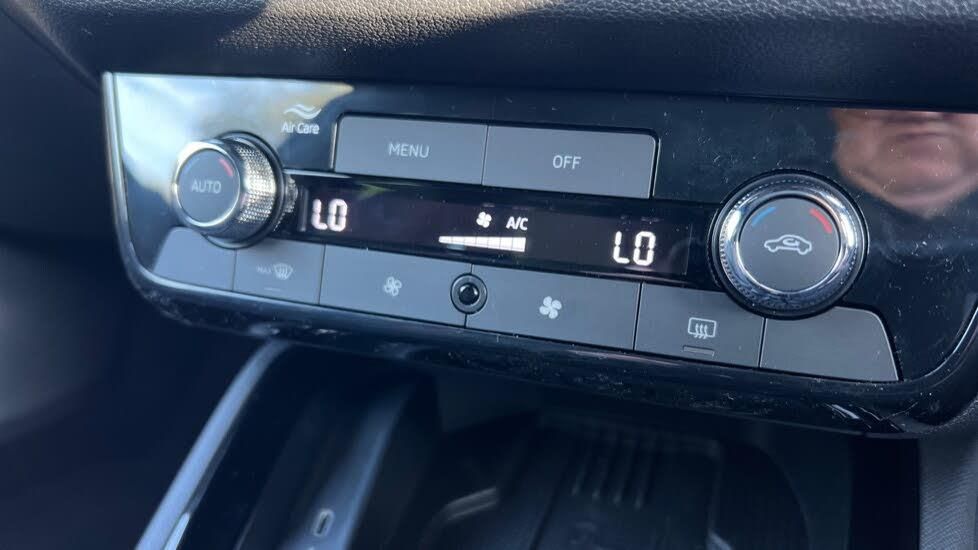 Air Care
MENU
OFF
AUTO
LO
A/C
LO
MAX